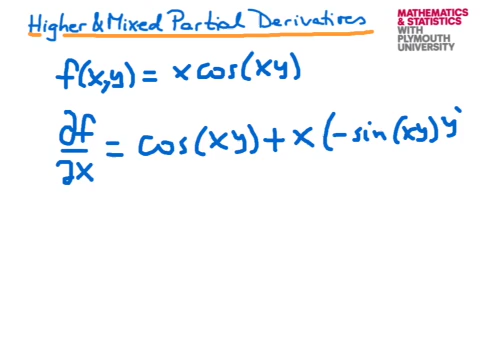 Higher & Mixed Partial Derivatives
MATHEMATICS
& STATISTICS
WITH
PLYMOUTH
UNIVERSITY
f(x,y) = x cos(xy)
∂f/∂x = cos(xy) + x (-sin(xy) y